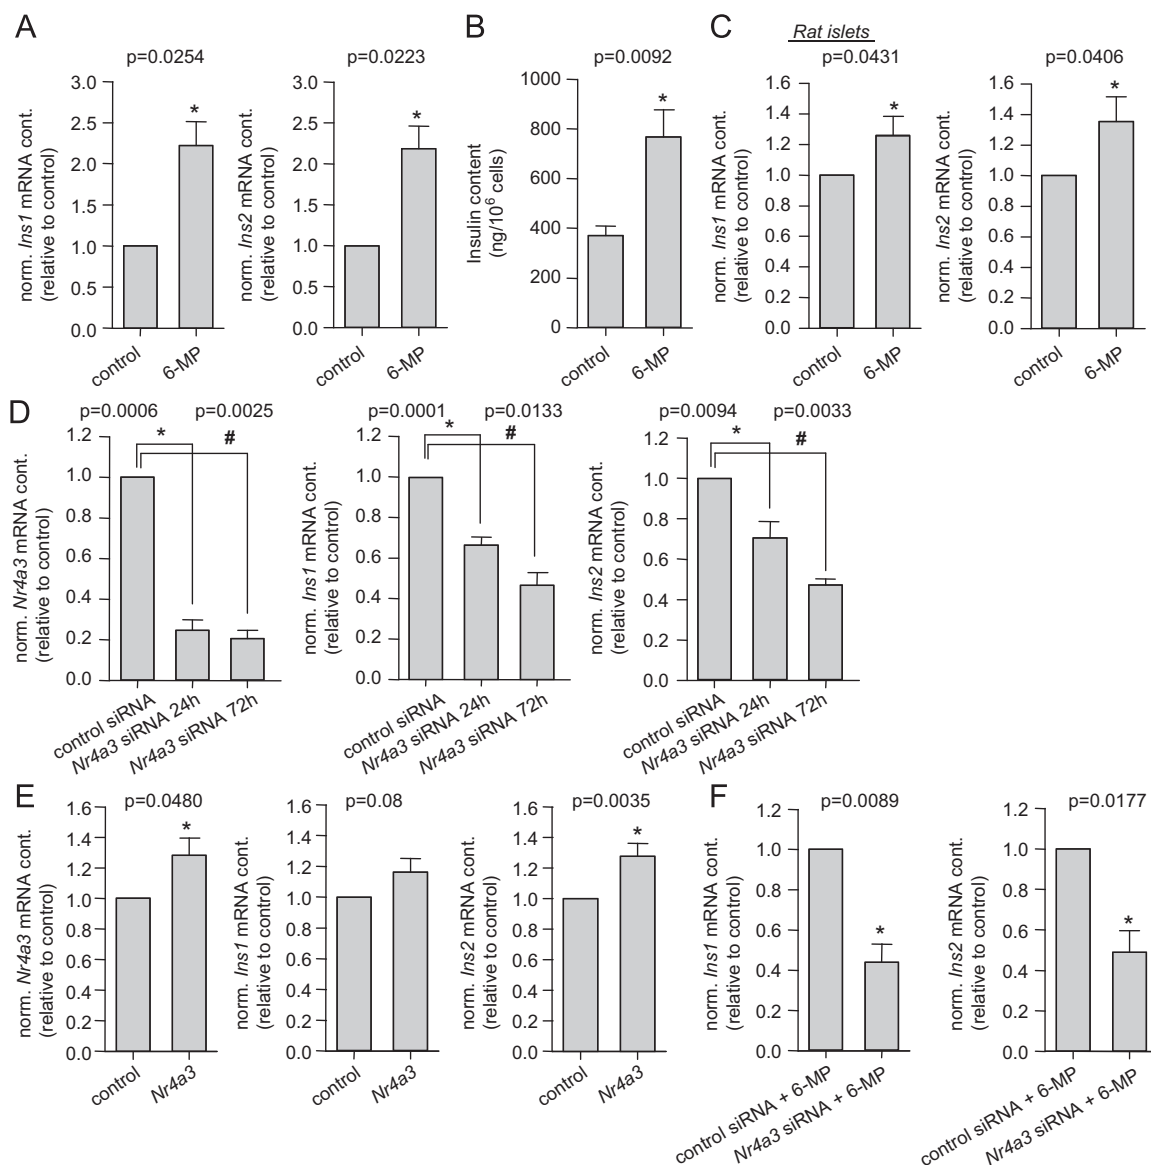 A
p=0.0254
norm. Ins1 mRNA cont.
(relative to control)
3.0
2.5
2.0
1.5
1.0
0.5
0.0
*
control
6-MP
p=0.0223
norm. Ins2 mRNA cont.
(relative to control)
3.0
2.5
2.0
1.5
1.0
0.5
0.0
*
control
6-MP
B
p=0.0092
Insulin content
(ng/10⁶ cells)
1000
800
600
400
200
0
*
control
6-MP
C
Rat islets
p=0.0431
norm. Ins1 mRNA cont.
(relative to control)
1.6
1.4
1.2
1.0
0.8
0.6
0.4
0.2
0.0
*
control
6-MP
p=0.0406
norm. Ins2 mRNA cont.
(relative to control)
1.6
1.4
1.2
1.0
0.8
0.6
0.4
0.2
0.0
*
control
6-MP
D
p=0.0006 p=0.0025
norm. Nr4a3 mRNA cont.
(relative to control)
1.2
1.0
0.8
0.6
0.4
0.2
0.0
*
#
control siRNA
Nr4a3 siRNA 24h
Nr4a3 siRNA 72h
p=0.0001 p=0.0133
norm. Ins1 mRNA cont.
(relative to control)
1.2
1.0
0.8
0.6
0.4
0.2
0.0
*
#
control siRNA
Nr4a3 siRNA 24h
Nr4a3 siRNA 72h
p=0.0094 p=0.0033
norm. Ins2 mRNA cont.
(relative to control)
1.2
1.0
0.8
0.6
0.4
0.2
0.0
*
#
control siRNA
Nr4a3 siRNA 24h
Nr4a3 siRNA 72h
E
p=0.0480
norm. Nr4a3 mRNA cont.
(relative to control)
1.6
1.4
1.2
1.0
0.8
0.6
0.4
0.2
0.0
*
control
Nr4a3
p=0.08
norm. Ins1 mRNA cont.
(relative to control)
1.6
1.4
1.2
1.0
0.8
0.6
0.4
0.2
0.0
control
Nr4a3
p=0.0035
norm. Ins2 mRNA cont.
(relative to control)
1.6
1.4
1.2
1.0
0.8
0.6
0.4
0.2
0.0
*
control
Nr4a3
F
p=0.0089
norm. Ins1 mRNA cont.
(relative to control)
1.2
1.0
0.8
0.6
0.4
0.2
0.0
*
control siRNA + 6-MP
Nr4a3 siRNA + 6-MP
p=0.0177
norm. Ins2 mRNA cont.
(relative to control)
1.2
1.0
0.8
0.6
0.4
0.2
0.0
*
control siRNA + 6-MP
Nr4a3 siRNA + 6-MP